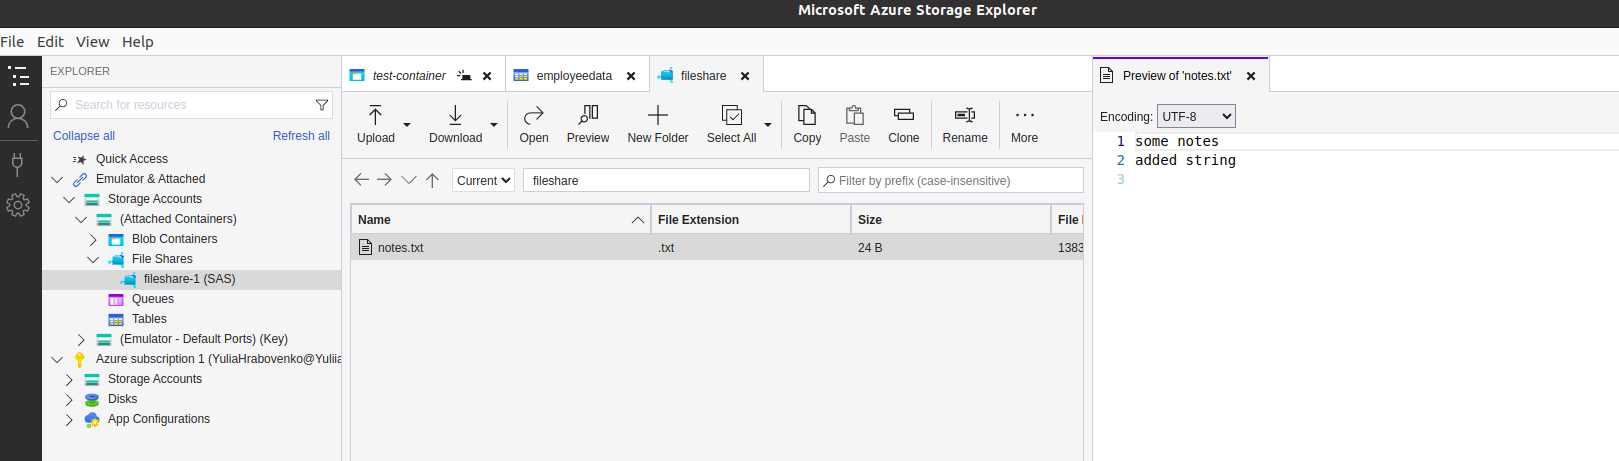 Microsoft Azure Storage Explorer
File Edit View Help
EXPLORER
Search for resources
Collapse all Refresh all
Quick Access
Emulator & Attached
Storage Accounts
(Attached Containers)
Blob Containers
File Shares
fileshare-1 (SAS)
Queues
Tables
(Emulator - Default Ports) (Key)
Azure subscription 1 (YuliaHrabovenko@Yuliia
Storage Accounts
Disks
App Configurations
test-container employeedata fileshare
Upload Download Open Preview New Folder Select All Copy Paste Clone Rename More
Current fileshare Filter by prefix (case-insensitive)
Name File Extension Size File
notes.txt .txt 24 B 1383
Preview of 'notes.txt'
Encoding: UTF-8
1 some notes
2 added string
3